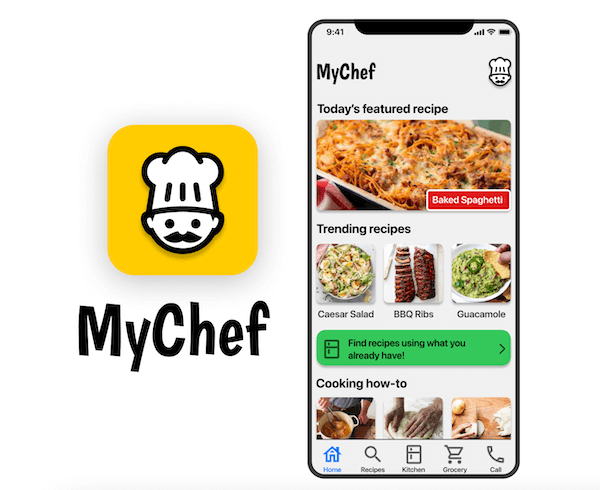 MyChef
9:41
MyChef
Today's featured recipe
Baked Spaghetti
Trending recipes
Caesar Salad
BBQ Ribs
Guacamole
Find recipes using what you
already have!
Cooking how-to
Home
Recipes
Kitchen
Grocery
Call